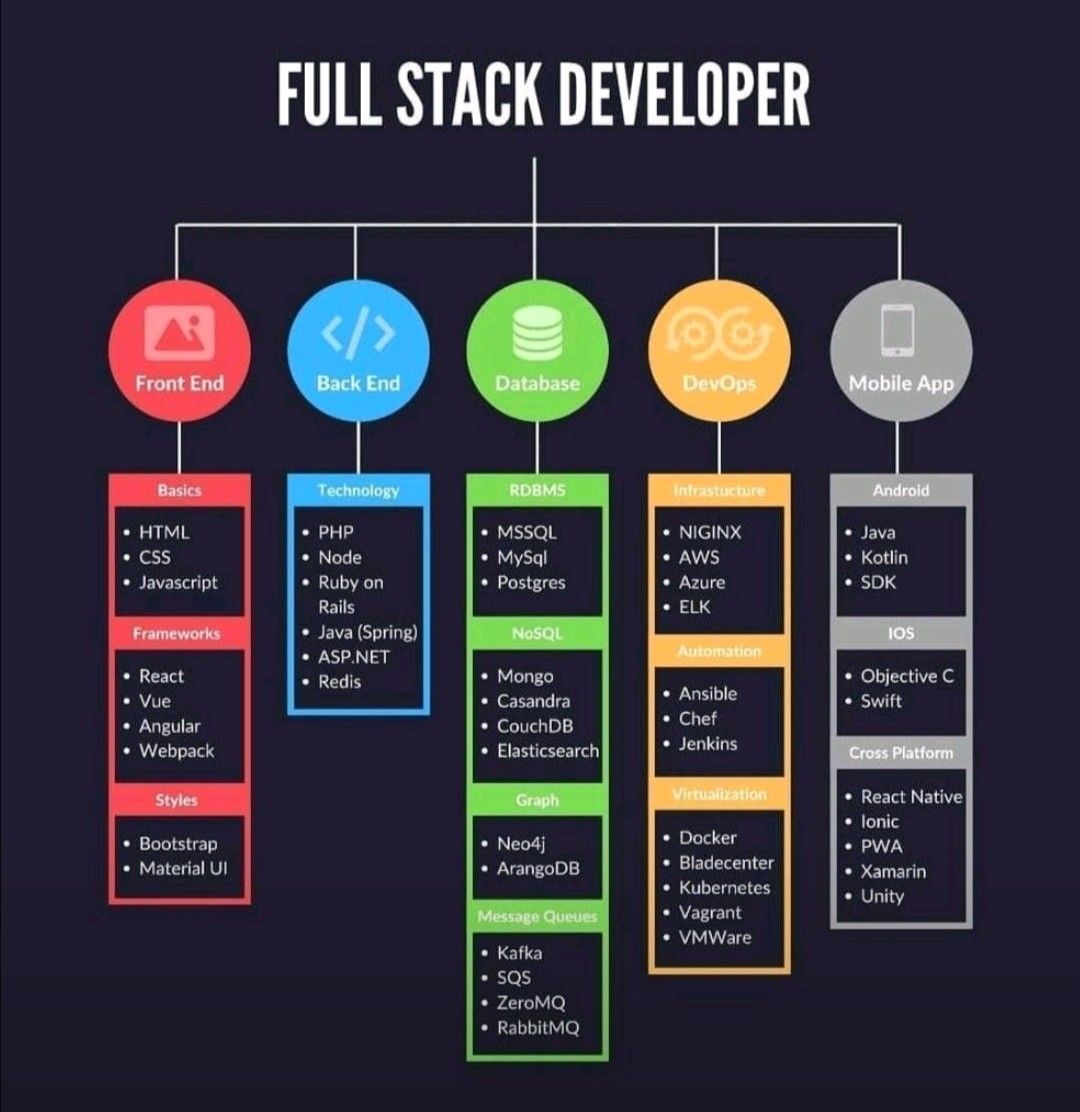 FULL STACK DEVELOPER
Front End
Basics
• HTML
• CSS
• Javascript
Frameworks
• React
• Vue
• Angular
• Webpack
Styles
• Bootstrap
• Material UI
Back End
Technology
• PHP
• Node
• Ruby on
Rails
• Java (Spring)
• ASP.NET
• Redis
Database
RDBMS
• MSSQL
• MySql
• Postgres
NoSQL
• Mongo
• Casandra
• CouchDB
• Elasticsearch
Graph
• Neo4j
• ArangoDB
Message Queues
• Kafka
• SQS
• ZeroMQ
• RabbitMQ
DevOps
Infrastucture
• NIGINX
• AWS
• Azure
• ELK
Automation
• Ansible
• Chef
• Jenkins
Virtualization
• Docker
• Bladecenter
• Kubernetes
• Vagrant
• VMWare
Mobile App
Android
• Java
• Kotlin
• SDK
IOS
• Objective C
• Swift
Cross Platform
• React Native
• Ionic
• PWA
• Xamarin
• Unity